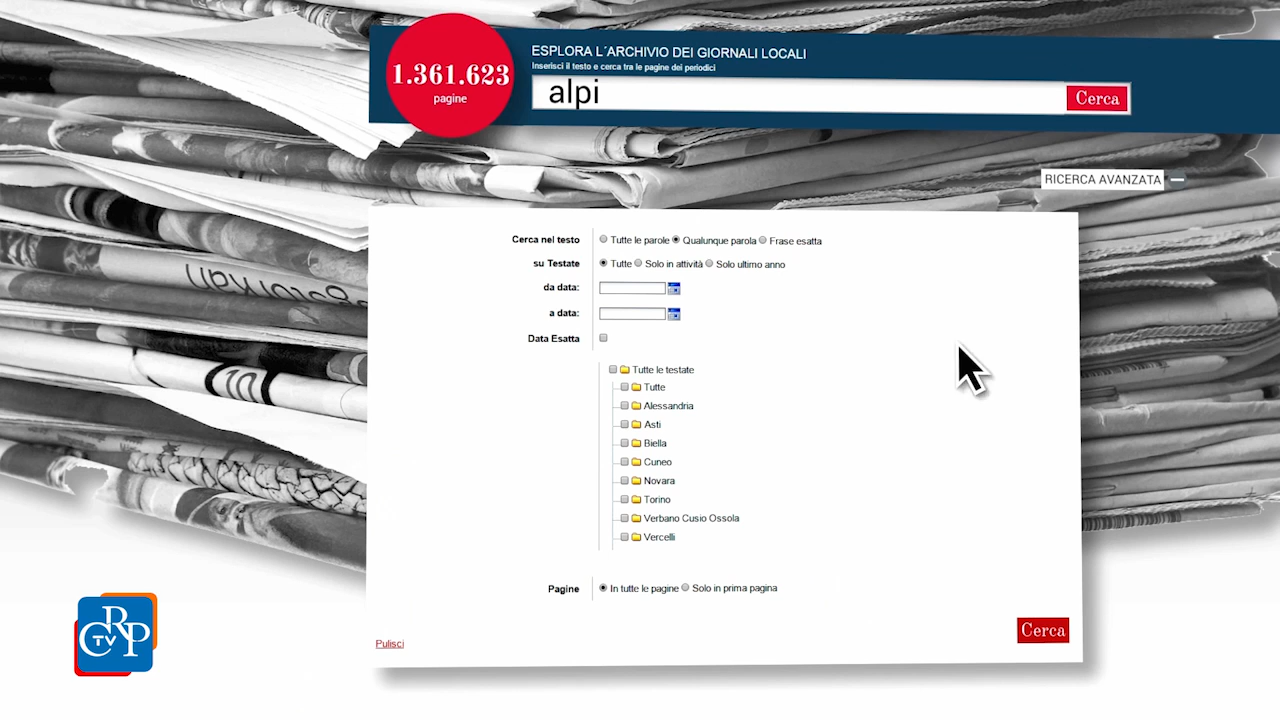 1.361.623
pagine
ESPLORA L´ARCHIVIO DEI GIORNALI LOCALI
Inserisci il testo e cerca tra le pagine dei periodici
alpi
Cerca
RICERCA AVANZATA
Cerca nel testo Tutte le parole Qualunque parola Frase esatta
su Testate Tutte Solo in attività Solo ultimo anno
da data:
a data:
Data Esatta
Tutte le testate
Tutte
Alessandria
Asti
Biella
Cuneo
Novara
Torino
Verbano Cusio Ossola
Vercelli
Pagine In tutte le pagine Solo in prima pagina
Pulisci
Cerca
CRP
TV
10